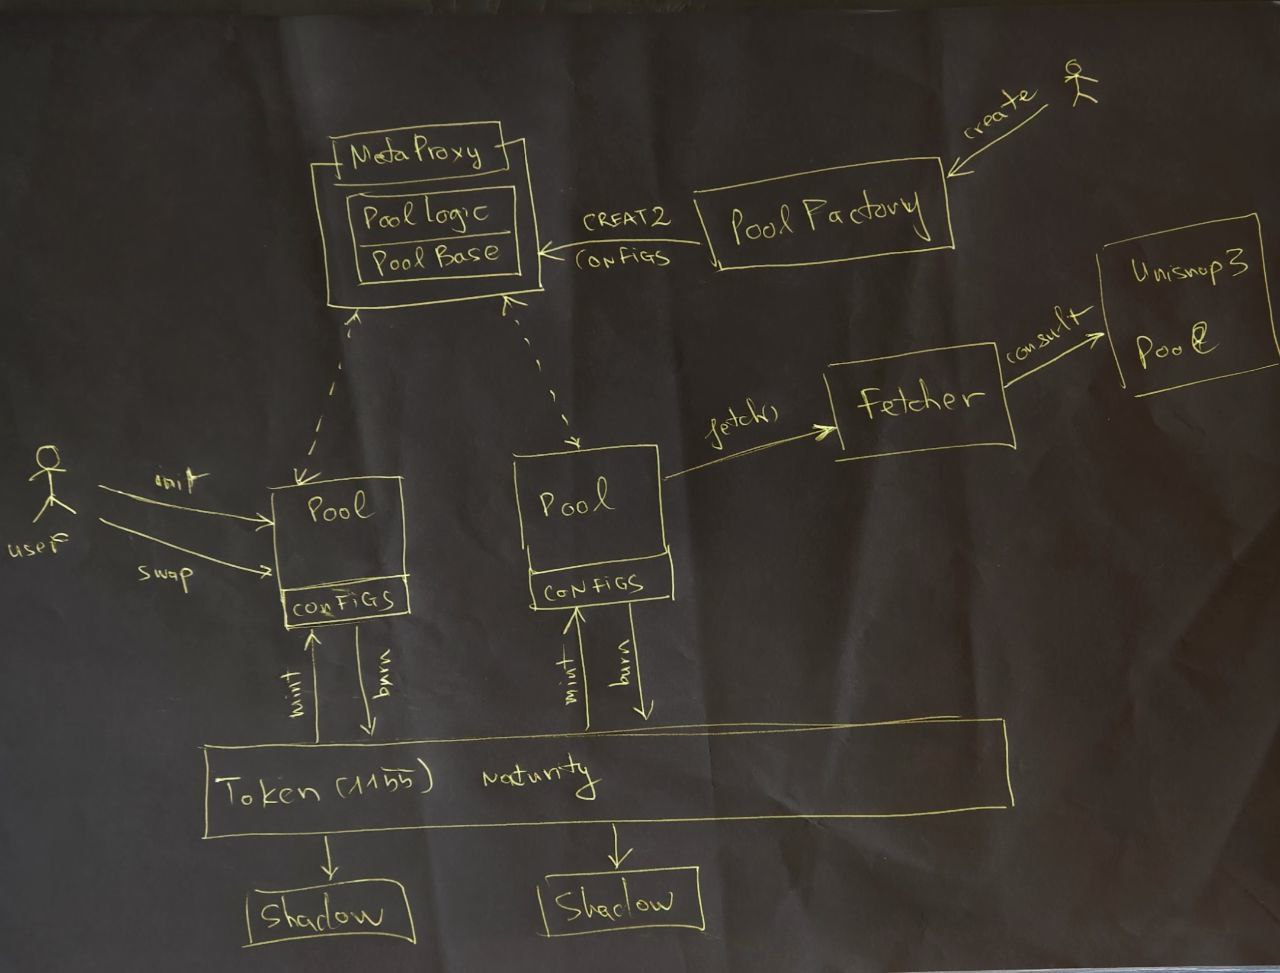 create
MetaProxy
Pool Logic
Pool Base
CREAT2
CONFIGS
Pool Factory
Uniswap3
Pool
consult
Fetcher
fetch()
user
init
swap
Pool
CONFIGS
Pool
CONFIGS
mint
burn
mint
burn
Token (1155) Maturity
Shadow
Shadow